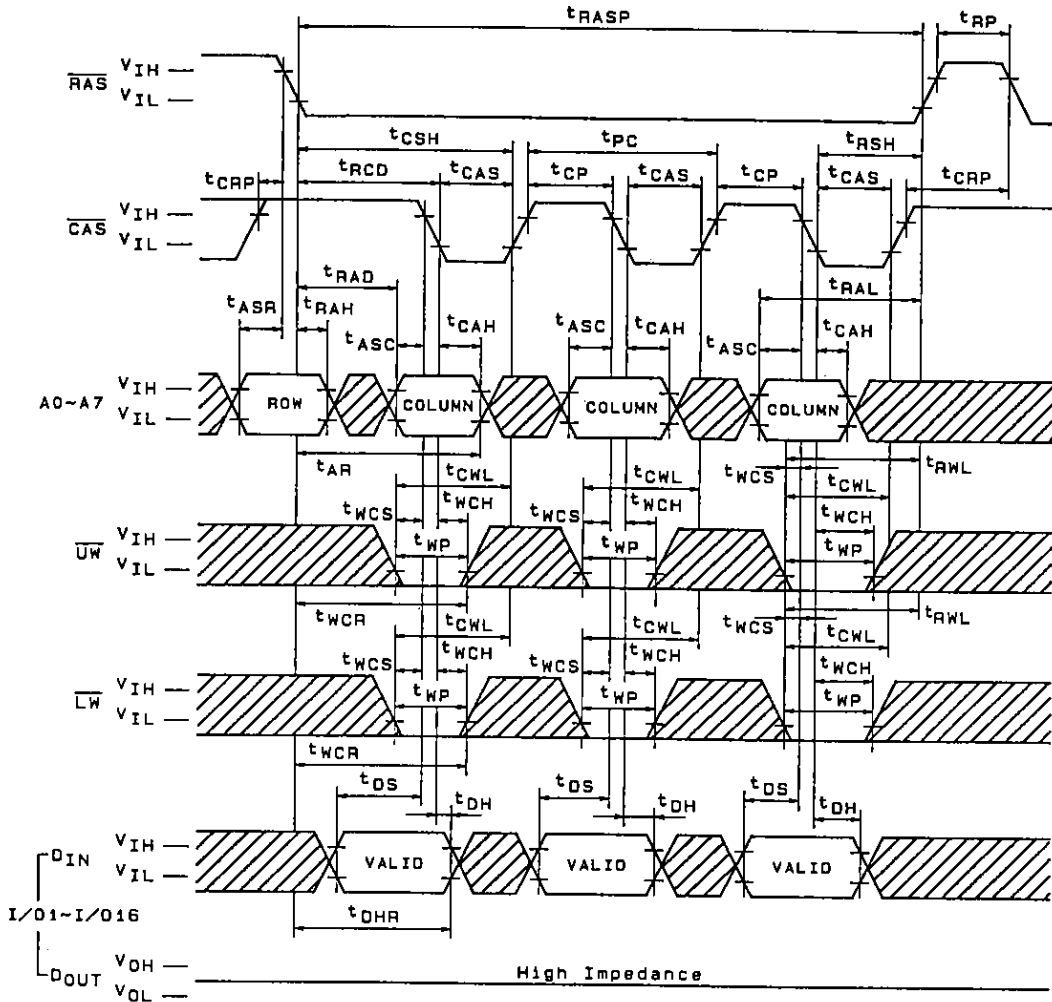 tRASP tRP
RAS VIH
VIL
tCSH tPC tRSH
tCRP tRCD tCAS tCP tCAS tCP tCAS tCRP
CAS VIH
VIL
tRAD tRAL
tASR tRAH tASC tCAH tASC tCAH tASC tCAH
A0~A7 VIH
VIL
ROW COLUMN COLUMN COLUMN
tAR tCWL tCWL tWCS tRWL
tCWL
tWCS tWCH tWCS tWCH tWCH
UW VIH
VIL
tWP tWP tWP
tWCR tCWL tCWL tWCS tRWL
tCWL
tWCS tWCH tWCS tWCH tWCH
LW VIH
VIL
tWP tWP tWP
tWCR
tDS tDH tDS tDH tDS tDH
DIN VIH
VIL
VALID VALID VALID
I/O1~I/O16
tDHR
DOUT VOH
VOL
High Impedance